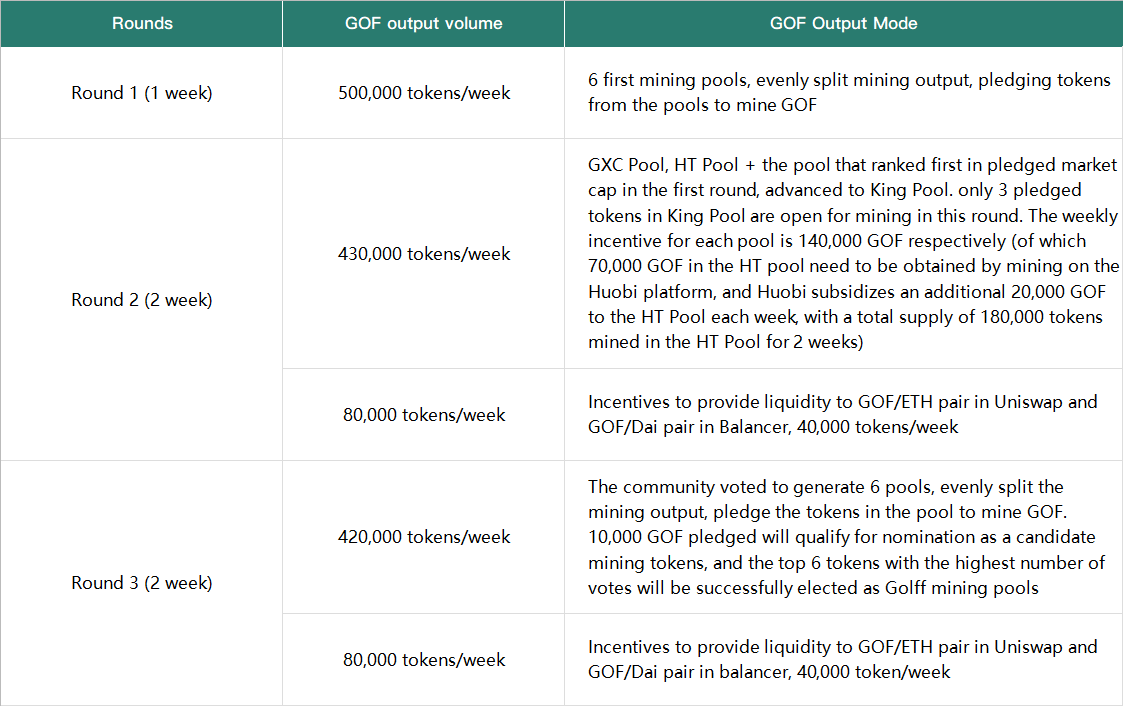 Rounds
GOF output volume
GOF Output Mode
Round 1 (1 week)
500,000 tokens/week
6 first mining pools, evenly split mining output, pledging tokens
from the pools to mine GOF
Round 2 (2 week)
430,000 tokens/week
GXC Pool, HT Pool + the pool that ranked first in pledged market
cap in the first round, advanced to King Pool. only 3 pledged
tokens in King Pool are open for mining in this round. The weekly
incentive for each pool is 140,000 GOF respectively (of which
70,000 GOF in the HT pool need to be obtained by mining on the
Huobi platform, and Huobi subsidizes an additional 20,000 GOF
to the HT Pool each week, with a total supply of 180,000 tokens
mined in the HT Pool for 2 weeks)
80,000 tokens/week
Incentives to provide liquidity to GOF/ETH pair in Uniswap and
GOF/Dai pair in Balancer, 40,000 tokens/week
Round 3 (2 week)
420,000 tokens/week
The community voted to generate 6 pools, evenly split the
mining output, pledge the tokens in the pool to mine GOF.
10,000 GOF pledged will qualify for nomination as a candidate
mining tokens, and the top 6 tokens with the highest number of
votes will be successfully elected as Golff mining pools
80,000 tokens/week
Incentives to provide liquidity to GOF/ETH pair in Uniswap and
GOF/Dai pair in balancer, 40,000 token/week